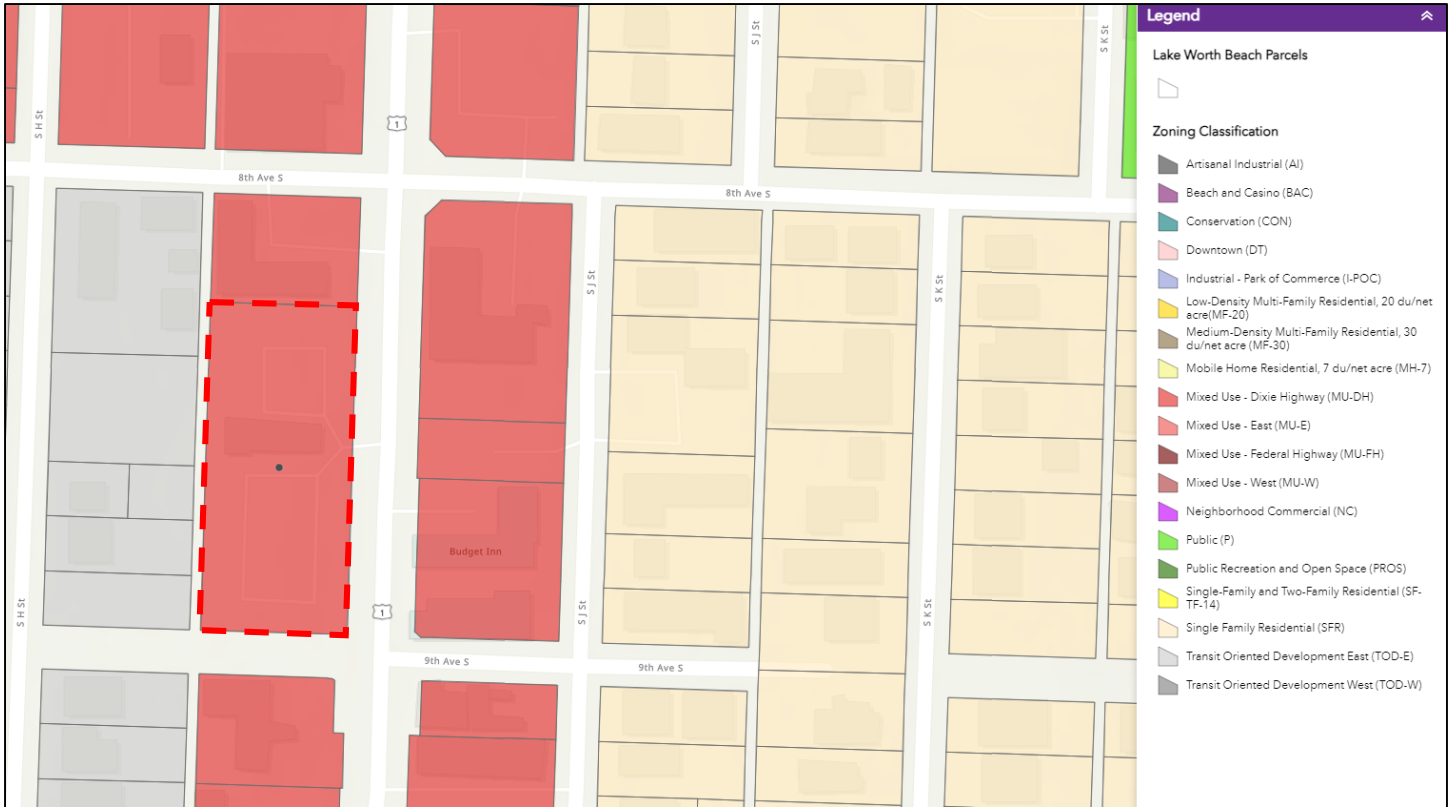 S H St
1
S J St
S K St
8th Ave S
8th Ave S
S J St
S K St
Budget Inn
S H St
1
S J St
S K St
9th Ave S
9th Ave S
Legend
Lake Worth Beach Parcels
Zoning Classification
Artisanal Industrial (AI)
Beach and Casino (BAC)
Conservation (CON)
Downtown (DT)
Industrial - Park of Commerce (I-POC)
Low-Density Multi-Family Residential, 20 du/net
acre(MF-20)
Medium-Density Multi-Family Residential, 30
du/net acre (MF-30)
Mobile Home Residential, 7 du/net acre (MH-7)
Mixed Use - Dixie Highway (MU-DH)
Mixed Use - East (MU-E)
Mixed Use - Federal Highway (MU-FH)
Mixed Use - West (MU-W)
Neighborhood Commercial (NC)
Public (P)
Public Recreation and Open Space (PROS)
Single-Family and Two-Family Residential (SF-
TF-14)
Single Family Residential (SFR)
Transit Oriented Development East (TOD-E)
Transit Oriented Development West (TOD-W)